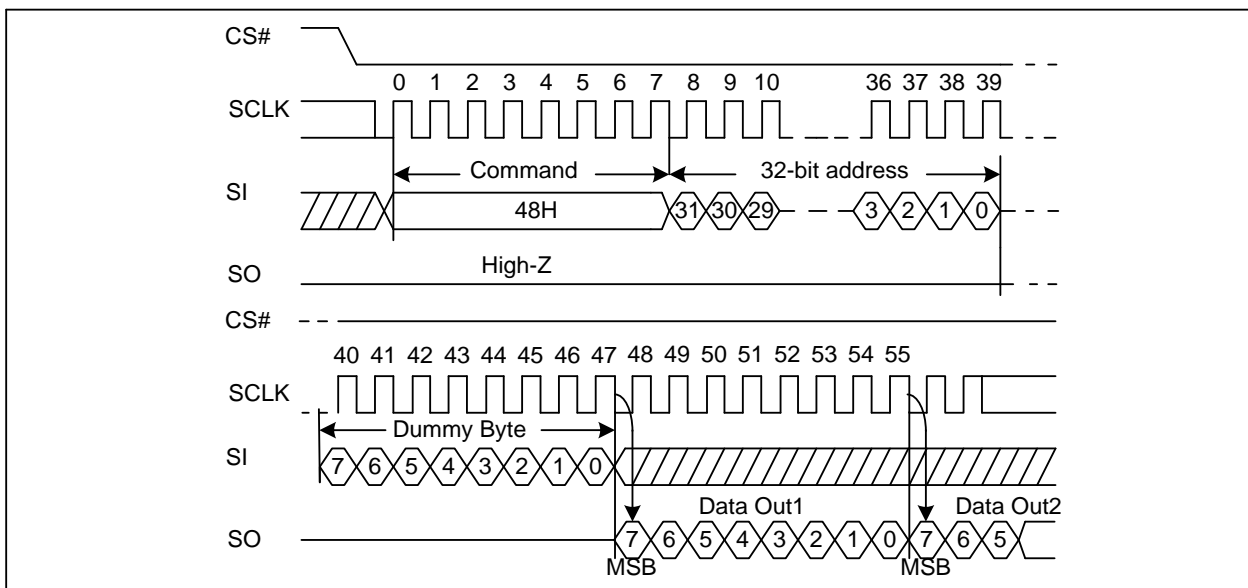 CS#
0 1 2 3 4 5 6 7 8 9 10 36 37 38 39
SCLK
Command 32-bit address
SI
48H 31 30 29 3 2 1 0
High-Z
SO
CS#
40 41 42 43 44 45 46 47 48 49 50 51 52 53 54 55
SCLK
Dummy Byte
SI
7 6 5 4 3 2 1 0
Data Out1 Data Out2
SO
7 6 5 4 3 2 1 0 7 6 5
MSB MSB